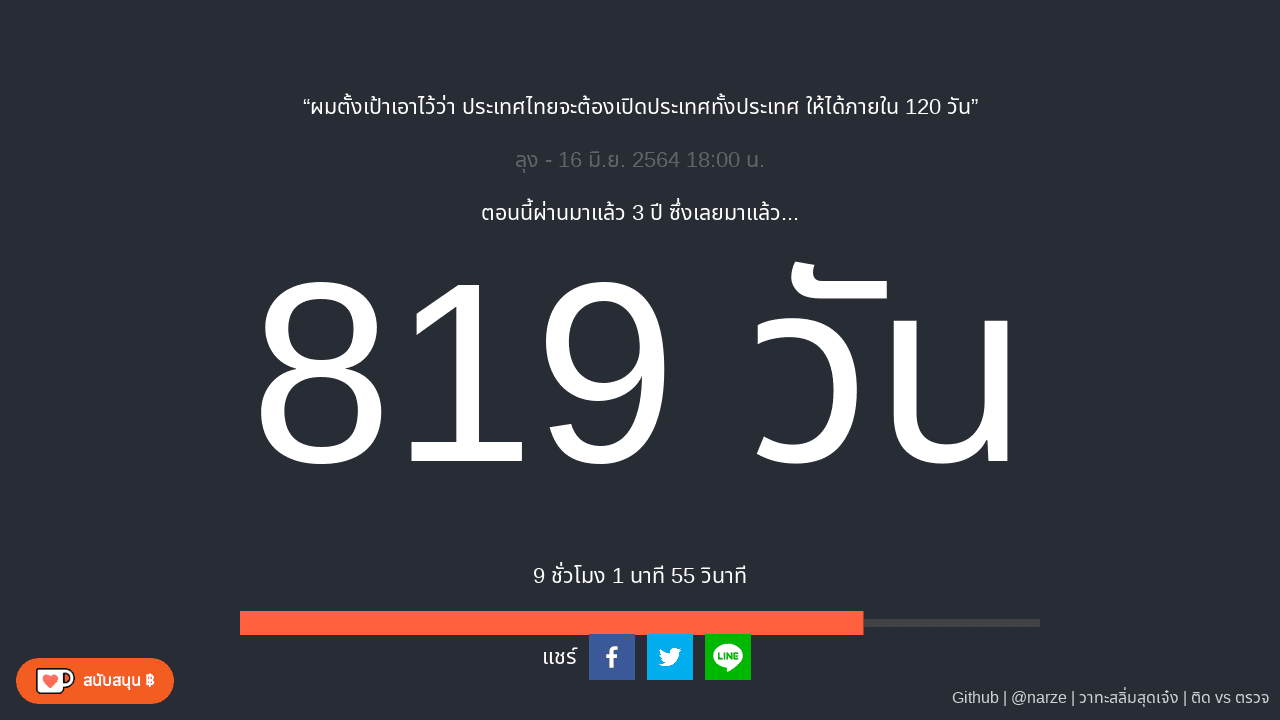 “ผมตั้งเป้าเอาไว้ว่า ประเทศไทยจะต้องเปิดประเทศทั้งประเทศ ให้ได้ภายใน 120 วัน”
ลุง - 16 มิ.ย. 2564 18:00 น.
ตอนนี้ผ่านมาแล้ว 3 ปี ซึ่งเลยมาแล้ว...
819 วัน
9 ชั่วโมง 1 นาที 55 วินาที
แชร์
LINE
สนับสนุน ฿
Github | @narze | วาทะสลิ่มสุดเจ๋ง | ติด vs ตรวจ